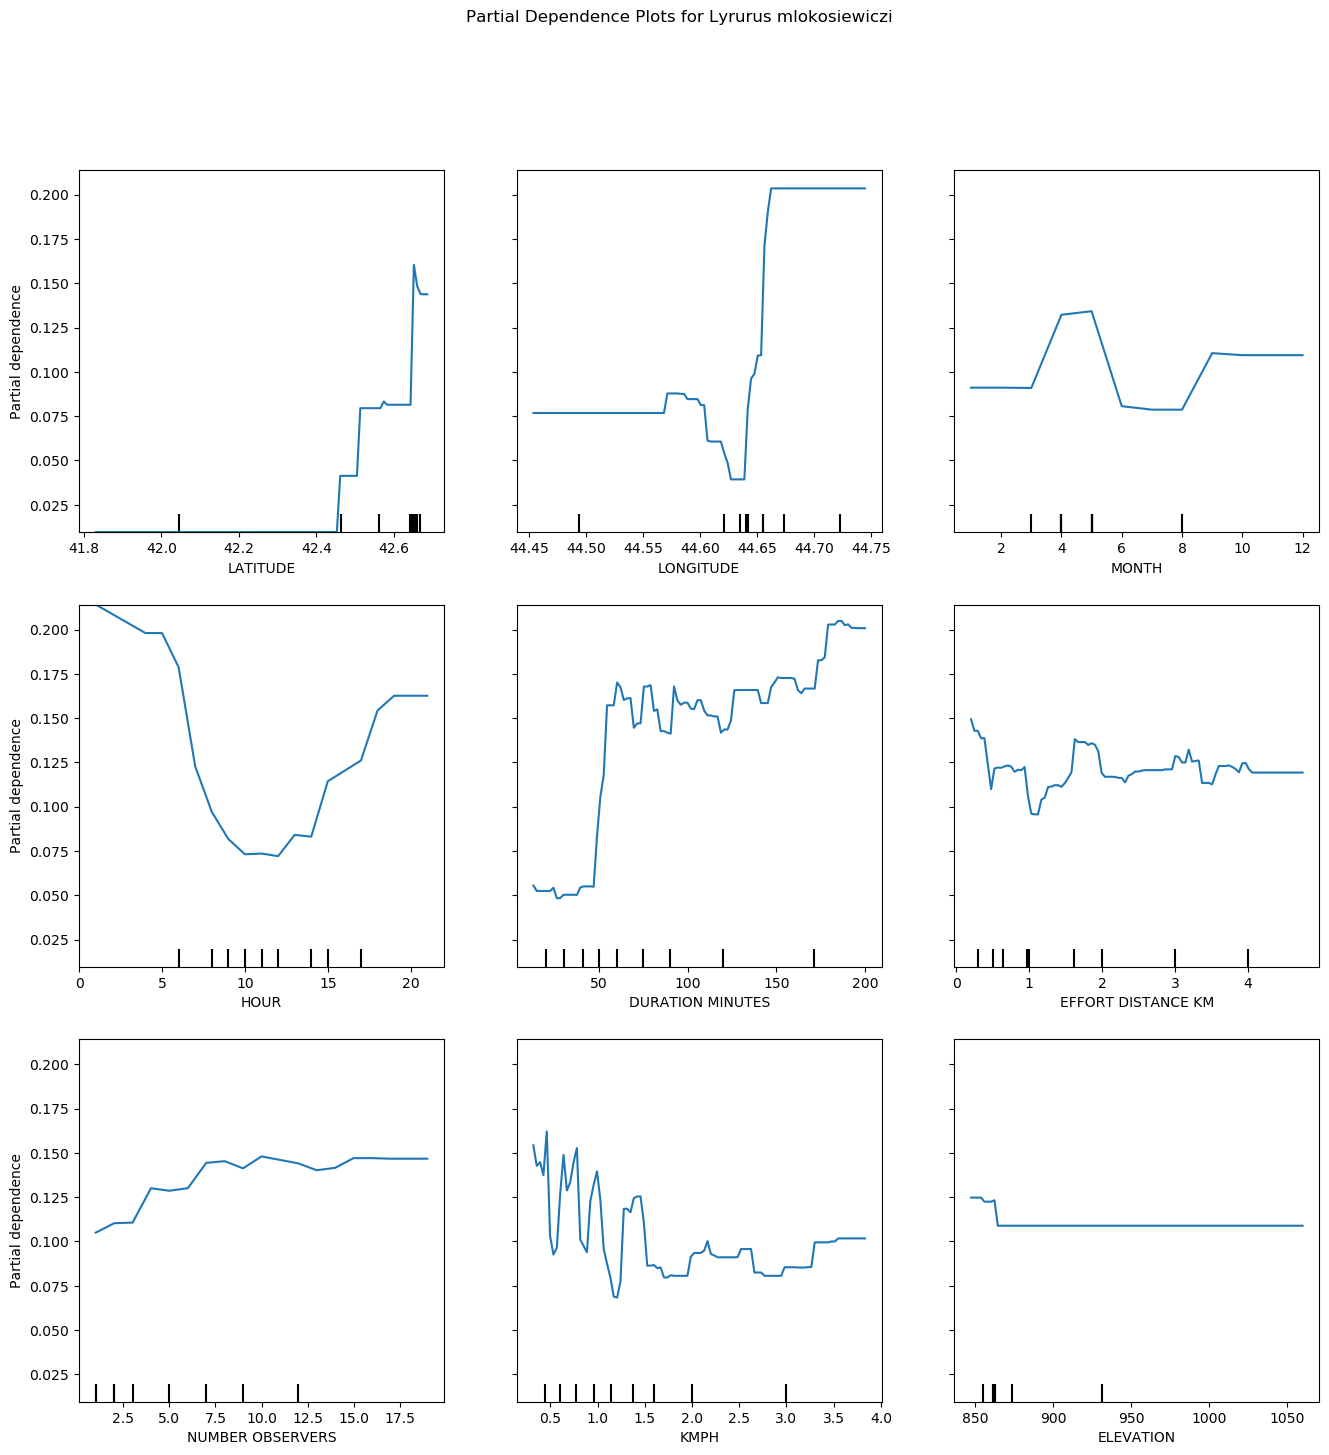 Partial Dependence Plots for Lyrurus mlokosiewiczi
Partial dependence
0.200
0.175
0.150
0.125
0.100
0.075
0.050
0.025
41.8 42.0 42.2 42.4 42.6
LATITUDE
44.45 44.50 44.55 44.60 44.65 44.70 44.75
LONGITUDE
2 4 6 8 10 12
MONTH
Partial dependence
0.200
0.175
0.150
0.125
0.100
0.075
0.050
0.025
0 5 10 15 20
HOUR
50 100 150 200
DURATION MINUTES
0 1 2 3 4
EFFORT DISTANCE KM
Partial dependence
0.200
0.175
0.150
0.125
0.100
0.075
0.050
0.025
2.5 5.0 7.5 10.0 12.5 15.0 17.5
NUMBER OBSERVERS
0.5 1.0 1.5 2.0 2.5 3.0 3.5 4.0
KMPH
850 900 950 1000 1050
ELEVATION